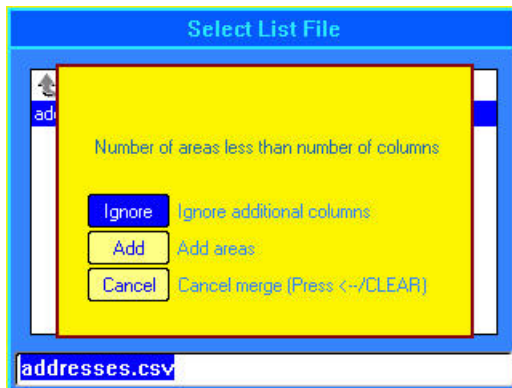 Select List File
ad
Number of areas less than number of columns
Ignore Ignore additional columns
Add Add areas
Cancel Cancel merge (Press <--/CLEAR)
addresses.csv